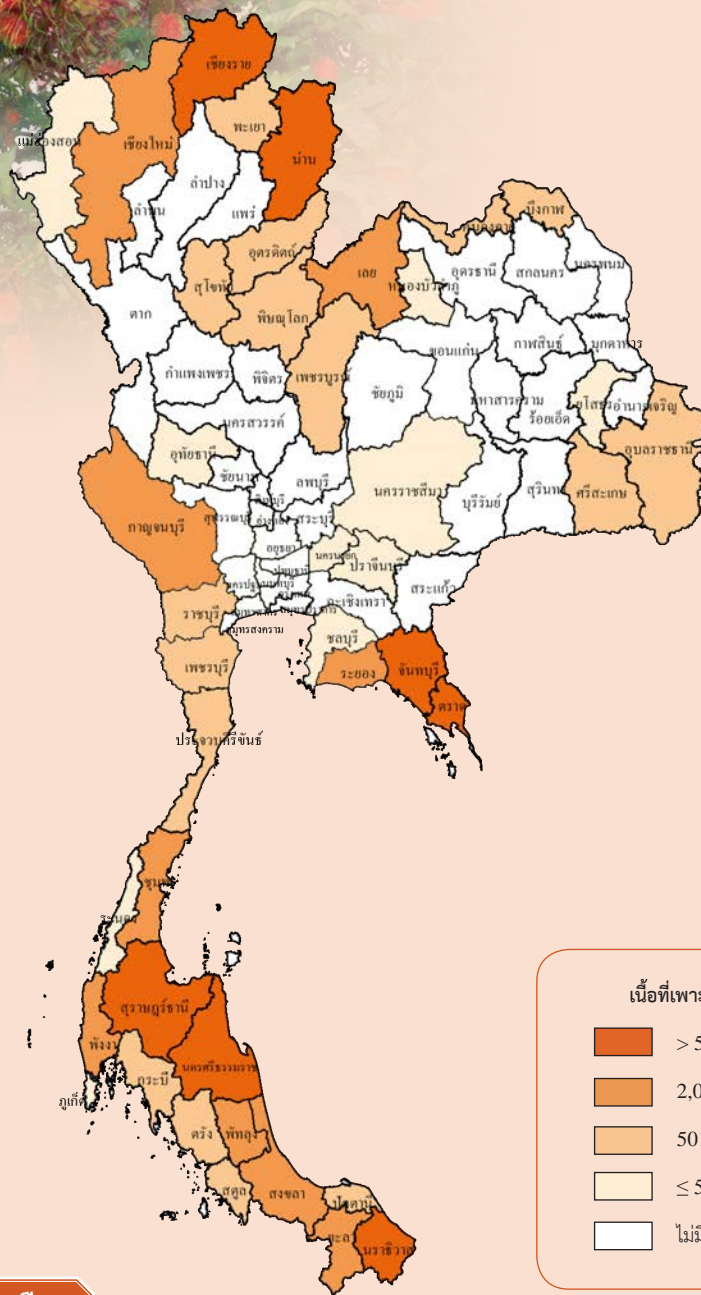 เชียงราย
พะเยา
น่าน
เชียงใหม่
ลำปาง
แพร่
บึงกาฬ
อุตรดิตถ์
เลย
อุดรธานี
สกลนคร
นครพนม
สุโขทัย
ตาก
พิษณุโลก
กำแพงเพชร
พิจิตร
เพชรบูรณ์
ขอนแก่น
กาฬสินธุ์
มุกดาหาร
ชัยภูมิ
มหาสารคาม
ร้อยเอ็ด
ยโสธร
อำนาจเจริญ
นครสวรรค์
อุทัยธานี
ชัยนาท
ลพบุรี
นครราชสีมา
บุรีรัมย์
สุรินทร์
ศรีสะเกษ
อุบลราชธานี
กาญจนบุรี
สุพรรณบุรี
สระบุรี
อยุธยา
นครนายก
ปราจีนบุรี
สระแก้ว
ฉะเชิงเทรา
ราชบุรี
สมุทรสงคราม
ชลบุรี
เพชรบุรี
ระยอง
จันทบุรี
ตราด
ประจวบคีรีขันธ์
ระนอง
สุราษฎร์ธานี
พังงา
นครศรีธรรมราช
กระบี่
ภูเก็ต
ตรัง
พัทลุง
สตูล
สงขลา
ปัตตานี
ยะลา
นราธิวาส
เนื้อที่เพาะ
> 5
2,0
50
≤ 5
ไม่มี